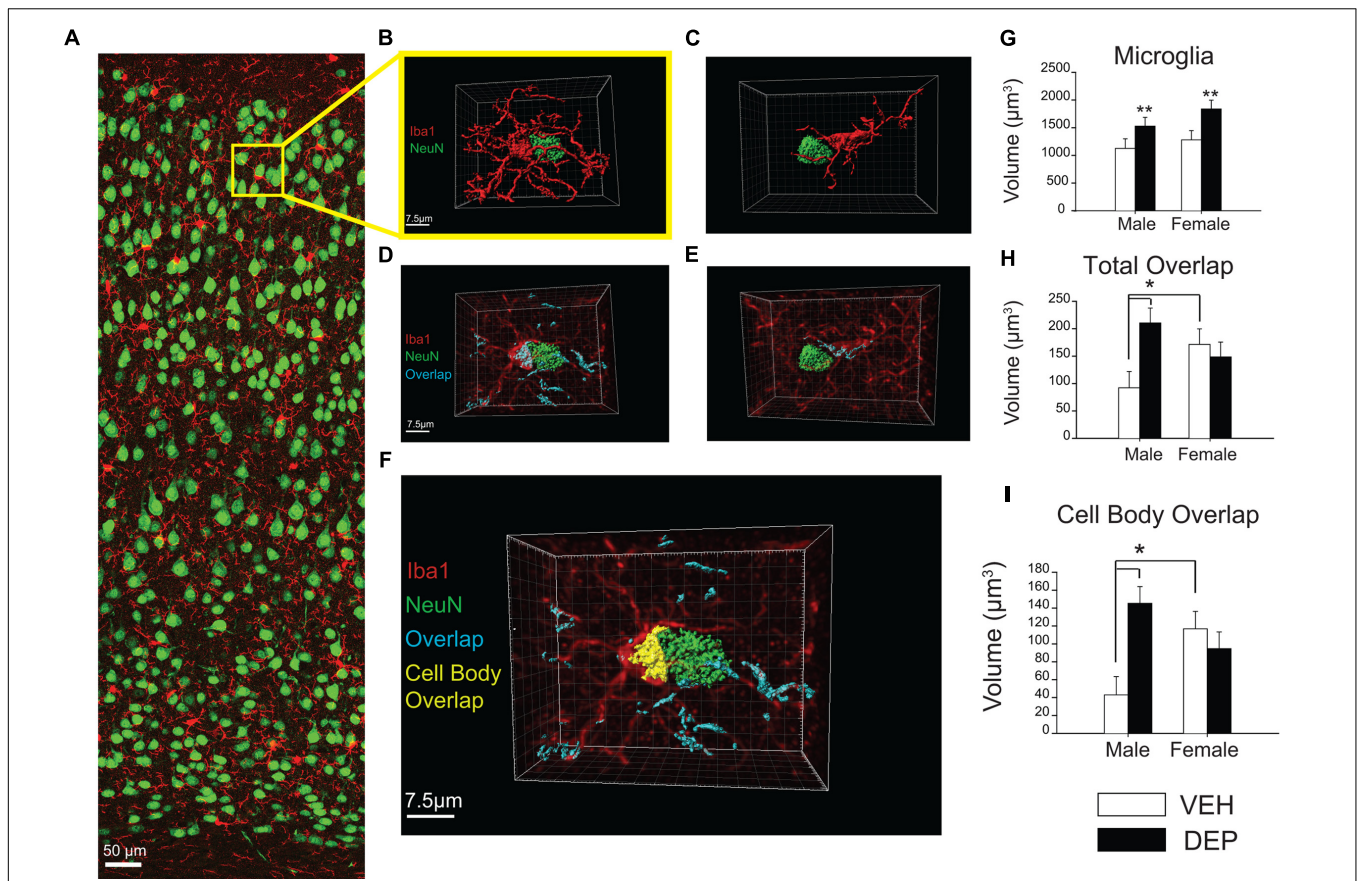 A
50 µm
B
Iba1
NeuN
7.5µm
C
D
Iba1
NeuN
Overlap
7.5µm
E
F
Iba1
NeuN
Overlap
Cell Body
Overlap
7.5µm
G
Microglia
Volume (µm³)
2500
2000
1500
1000
500
0
** **
Male Female
H
Total Overlap
Volume (µm³)
250
200
150
100
50
0
*
Male Female
I
Cell Body Overlap
Volume (µm³)
180
160
140
120
100
80
60
40
20
0
*
Male Female
VEH
DEP